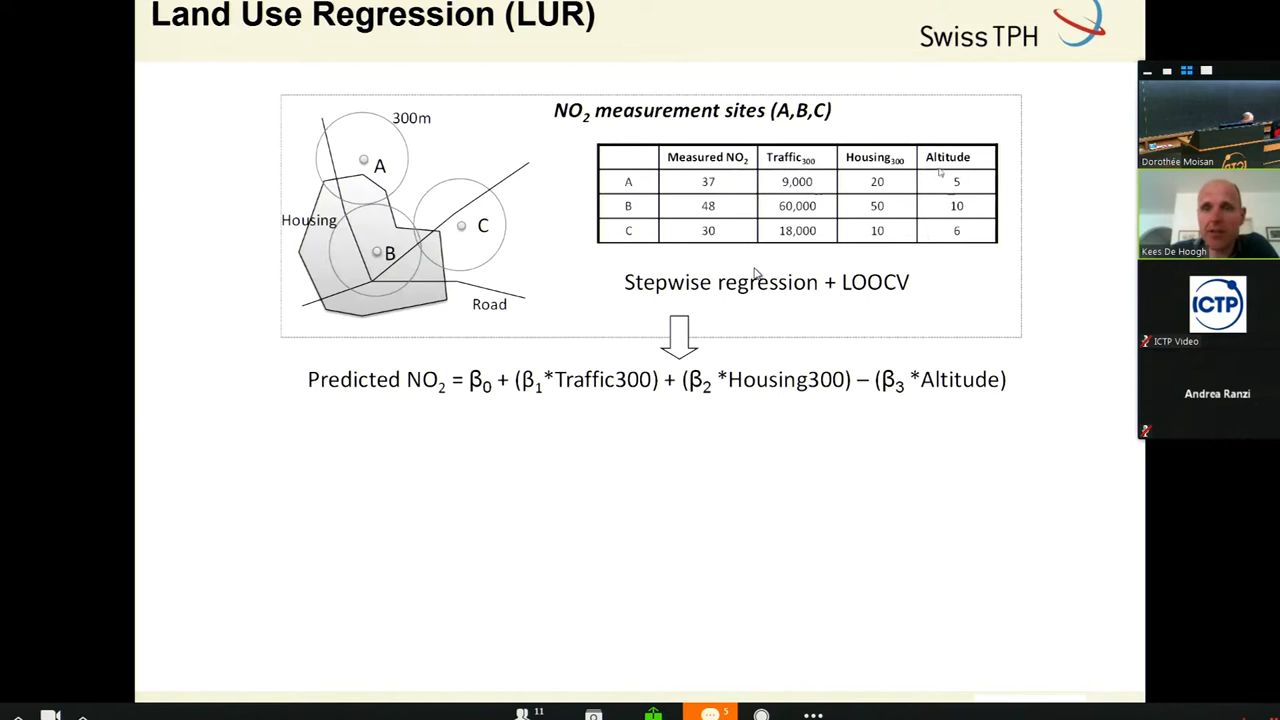 Land Use Regression (LUR)
Swiss TPH
NO2 measurement sites (A,B,C)
300m
A
Housing
C
B
Road
Measured NO2 Traffic300 Housing300 Altitude
A 37 9,000 20 5
B 48 60,000 50 10
C 30 18,000 10 6
Stepwise regression + LOOCV
Predicted NO2 = β0 + (β1*Traffic300) + (β2 *Housing300) – (β3 *Altitude)
Dorothée Moisan
Kees De Hoogh
ICTP
ICTP Video
Andrea Ranzi
11
5